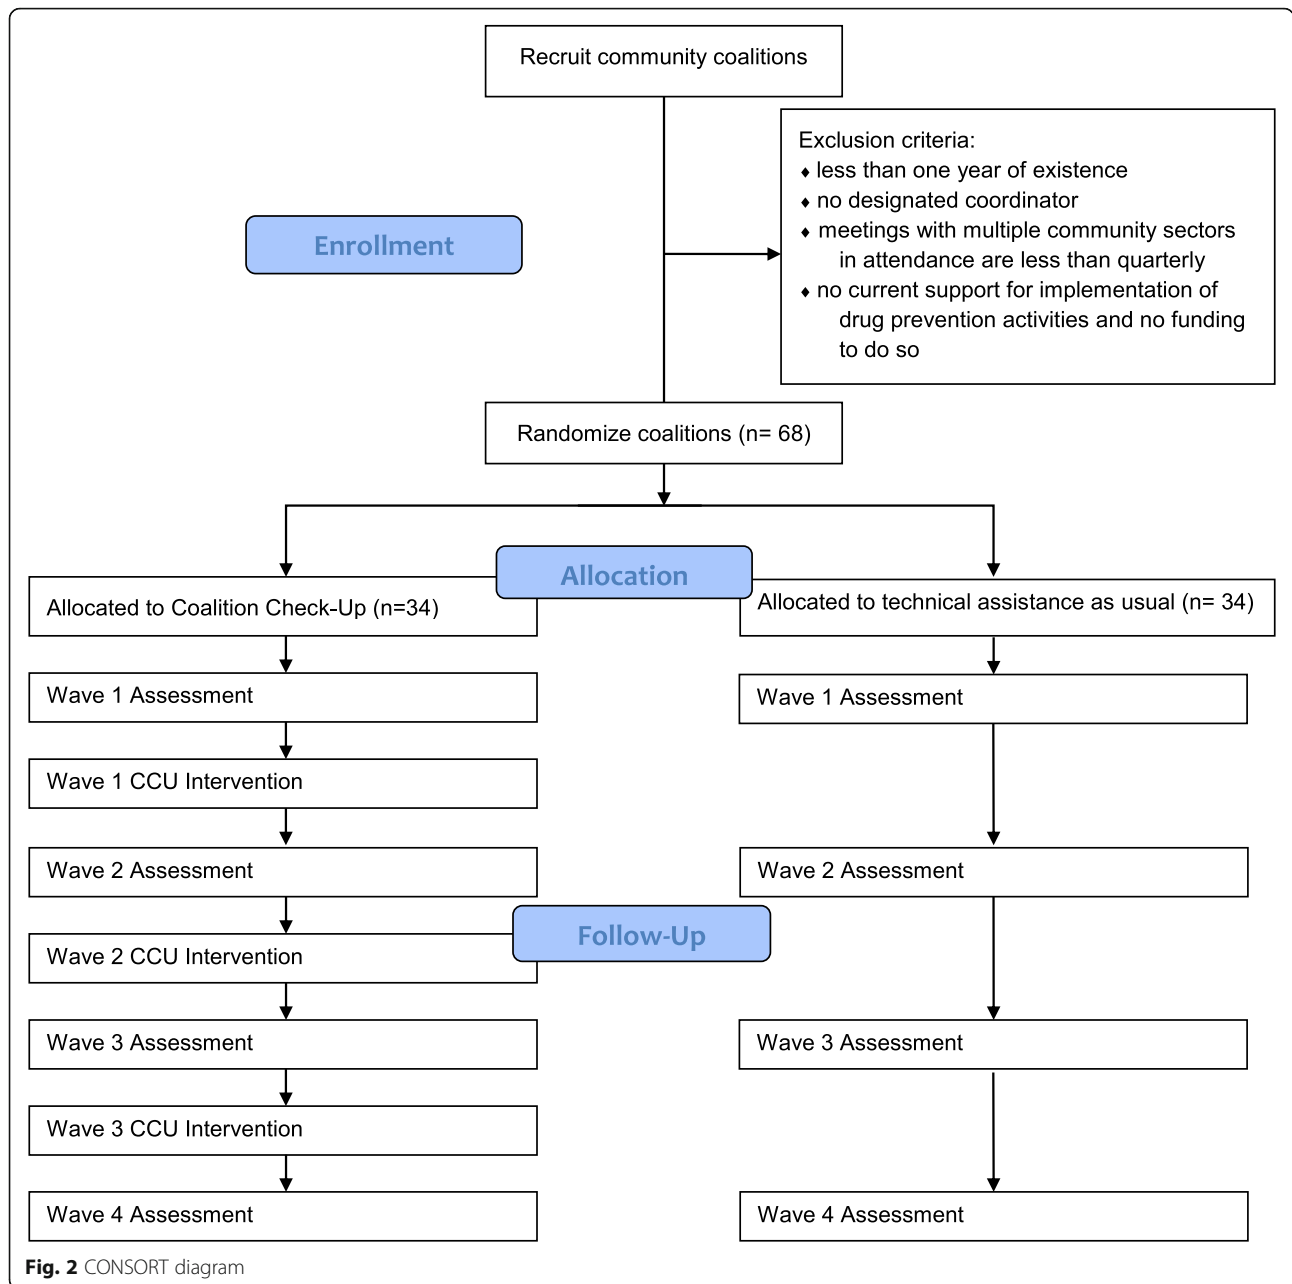 Recruit community coalitions
Exclusion criteria:
♦ less than one year of existence
♦ no designated coordinator
♦ meetings with multiple community sectors
in attendance are less than quarterly
♦ no current support for implementation of
drug prevention activities and no funding
to do so
Enrollment
Randomize coalitions (n= 68)
Allocation
Allocated to Coalition Check-Up (n=34)
Allocated to technical assistance as usual (n= 34)
Wave 1 Assessment
Wave 1 Assessment
Wave 1 CCU Intervention
Wave 2 Assessment
Wave 2 Assessment
Follow-Up
Wave 2 CCU Intervention
Wave 3 Assessment
Wave 3 Assessment
Wave 3 CCU Intervention
Wave 4 Assessment
Wave 4 Assessment
Fig. 2 CONSORT diagram